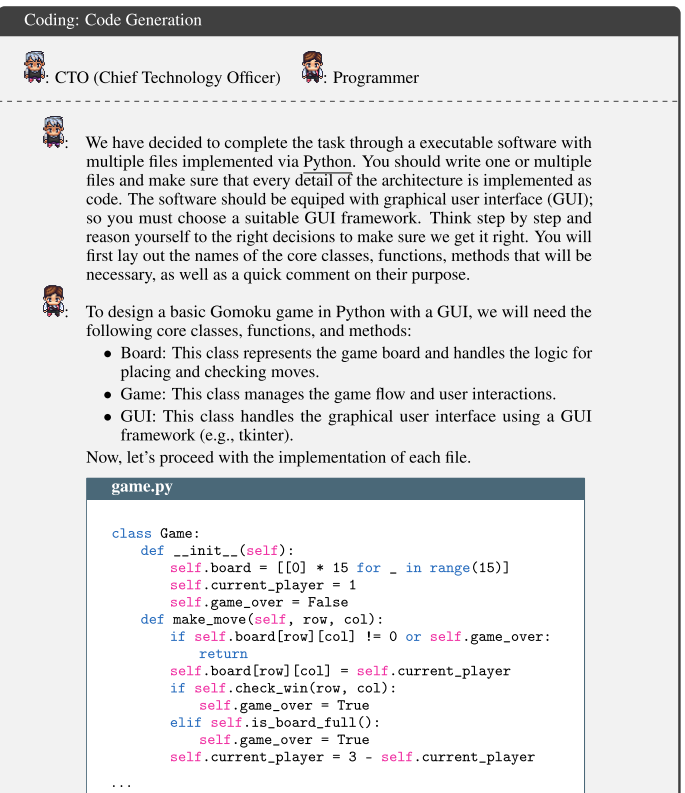 Coding: Code Generation
: CTO (Chief Technology Officer) : Programmer
: We have decided to complete the task through a executable software with
multiple files implemented via Python. You should write one or multiple
files and make sure that every detail of the architecture is implemented as
code. The software should be equiped with graphical user interface (GUI);
so you must choose a suitable GUI framework. Think step by step and
reason yourself to the right decisions to make sure we get it right. You will
first lay out the names of the core classes, functions, methods that will be
necessary, as well as a quick comment on their purpose.
: To design a basic Gomoku game in Python with a GUI, we will need the
following core classes, functions, and methods:
• Board: This class represents the game board and handles the logic for
placing and checking moves.
• Game: This class manages the game flow and user interactions.
• GUI: This class handles the graphical user interface using a GUI
framework (e.g., tkinter).
Now, let's proceed with the implementation of each file.
game.py
class Game:
    def __init__(self):
        self.board = [[0] * 15 for _ in range(15)]
        self.current_player = 1
        self.game_over = False
    def make_move(self, row, col):
        if self.board[row][col] != 0 or self.game_over:
            return
        self.board[row][col] = self.current_player
        if self.check_win(row, col):
            self.game_over = True
        elif self.is_board_full():
            self.game_over = True
        self.current_player = 3 - self.current_player
...